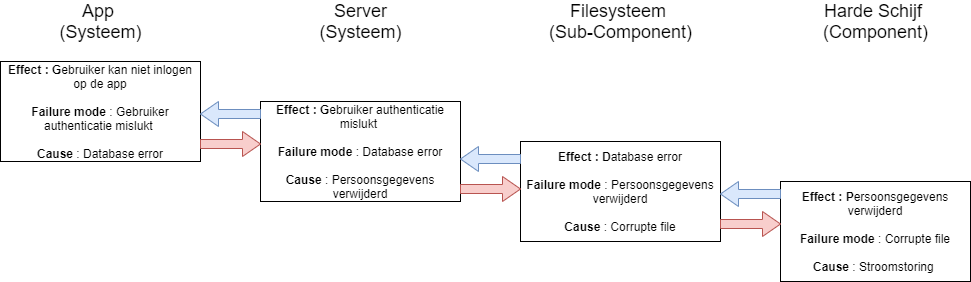 App
(Systeem)
Server
(Systeem)
Filesysteem
(Sub-Component)
Harde Schijf
(Component)
Effect : Gebruiker kan niet inlogen
op de app
Failure mode : Gebruiker
authenticatie mislukt
Cause : Database error
Effect : Gebruiker authenticatie
mislukt
Failure mode : Database error
Cause : Persoonsgegevens
verwijderd
Effect : Database error
Failure mode : Persoonsgegevens
verwijderd
Cause : Corrupte file
Effect : Persoonsgegevens
verwijderd
Failure mode : Corrupte file
Cause : Stroomstoring